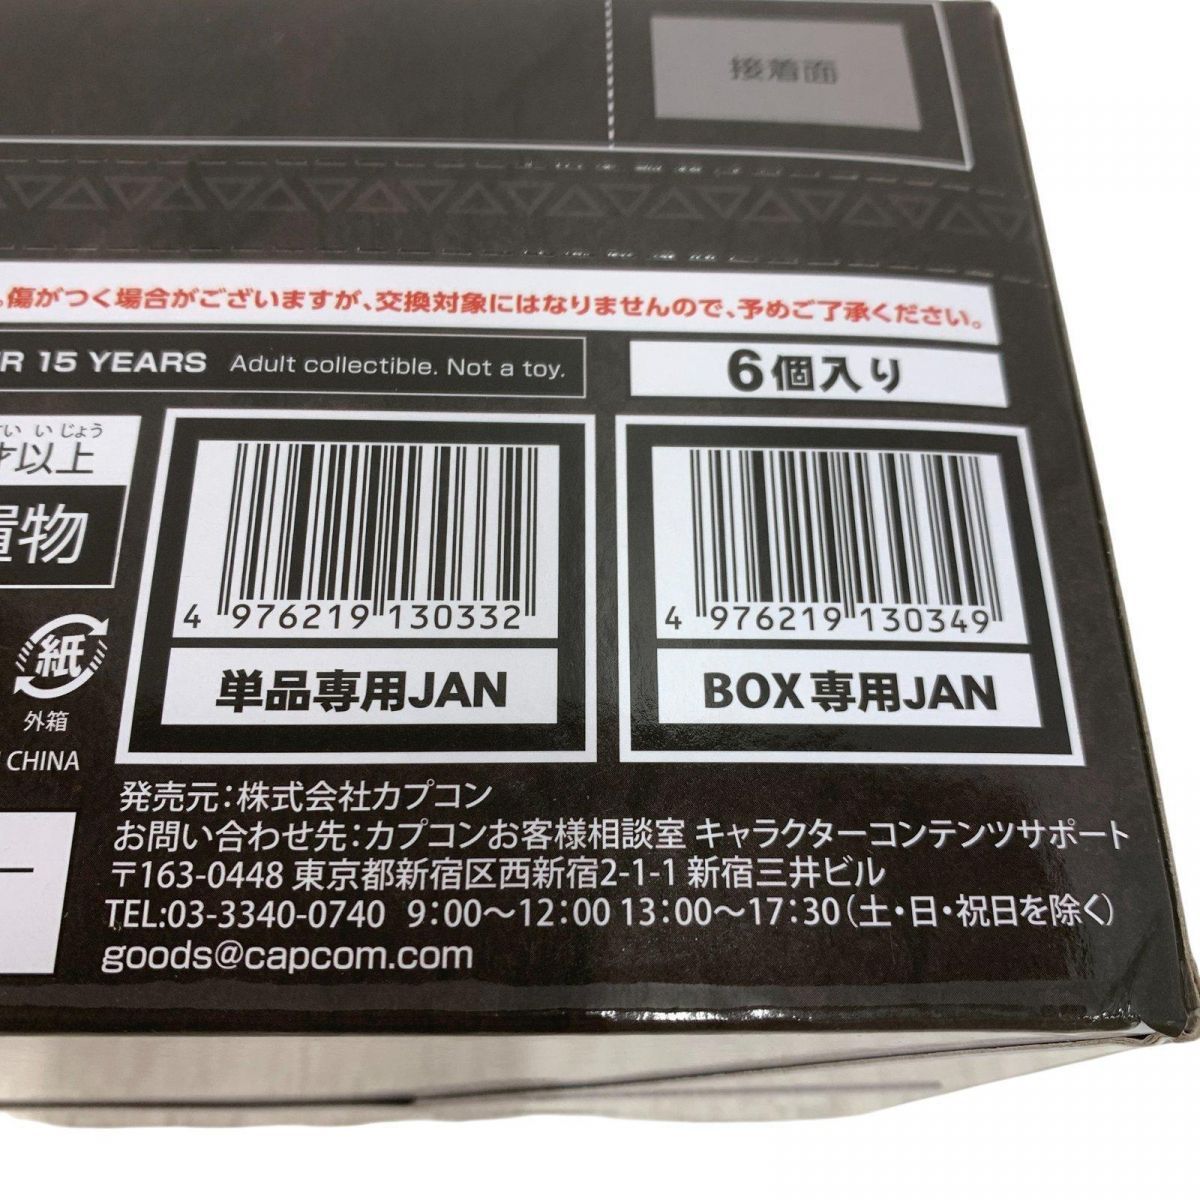 接着面
。傷がつく場合がございますが、交換対象にはなりませんので、予めご了承ください。
15 YEARS Adult collectible. Not a toy.
6個入り
いじょう
才以上
置物
4 976219 130332
単品専用JAN
4 976219 130349
BOX専用JAN
紙
外箱
CHINA
発売元：株式会社カプコン
お問い合わせ先：カプコンお客様相談室 キャラクターコンテンツサポート
〒163-0448 東京都新宿区西新宿2-1-1 新宿三井ビル
TEL:03-3340-0740 9：00～12：00 13：00～17：30（土・日・祝日を除く）
goods@capcom.com